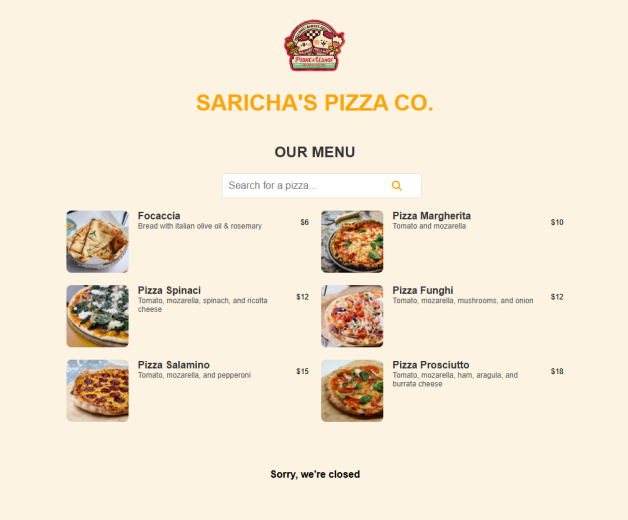 SARICHA'S PIZZA CO.
OUR MENU
Search for a pizza...
Focaccia
Bread with italian olive oil & rosemary
$6
Pizza Margherita
Tomato and mozarella
$10
Pizza Spinaci
Tomato, mozarella, spinach, and ricotta
cheese
$12
Pizza Funghi
Tomato, mozarella, mushrooms, and onion
$12
Pizza Salamino
Tomato, mozarella, and pepperoni
$15
Pizza Prosciutto
Tomato, mozarella, ham, aragula, and
burrata cheese
$18
Sorry, we're closed